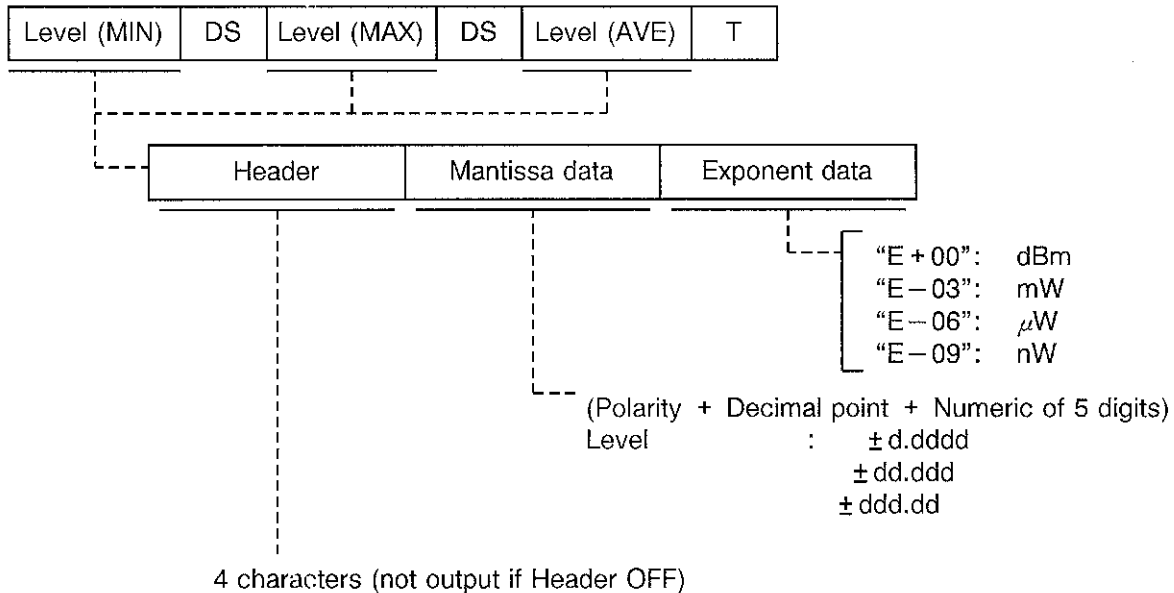 Level (MIN) DS Level (MAX) DS Level (AVE) T
Header Mantissa data Exponent data
“E+00”: dBm
“E−03”: mW
“E−06”: μW
“E−09”: nW
(Polarity + Decimal point + Numeric of 5 digits)
Level : ±d.dddd
±dd.ddd
±ddd.dd
4 characters (not output if Header OFF)